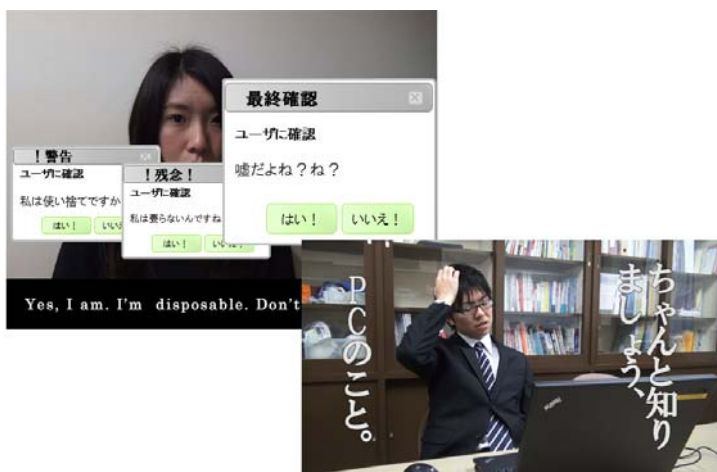 最終確認
ユーザに確認
嘘だよね？ね？
はい！ いいえ！
！警告
ユーザに確認
私は使い捨てですか
はい！ いいえ
！残念！
ユーザに確認
私は要らないんですね
はい！
Yes, I am. I'm disposable. Don't
ちゃんと知り
ましょう、
PCのこと。